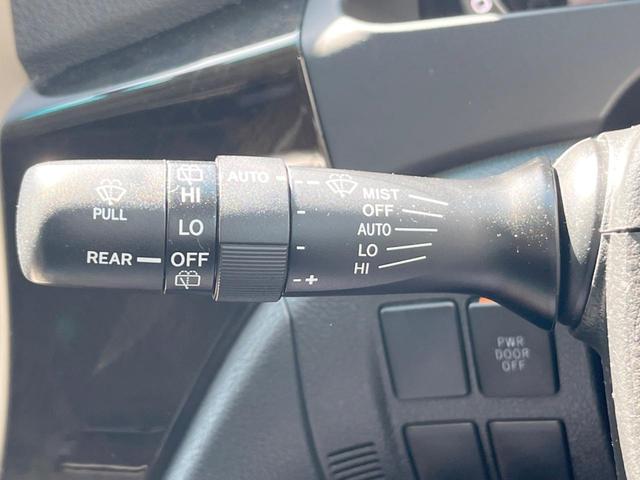 PULL
REAR
HI
LO
OFF
AUTO
- +
MIST
OFF
AUTO
LO
HI
PWR
DOOR
OFF